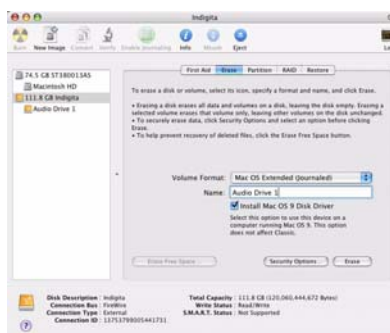 Indigita
Burn New Image Convert Verify Enable Journaling Info Mount Eject
First Aid Erase Partition RAID Restore
74.5 GB ST380013AS
Macintosh HD
111.8 GB Indigita
Audio Drive 1
To erase a disk or volume, select its icon, specify a format and name, and click Erase.
• Erasing a disk erases all data and volumes on a disk, leaving the disk empty. Erasing a
selected volume erases that volume only, leaving other volumes on the disk unchanged.
• To securely erase data, click Security Options and select an option before clicking
Erase.
• To help prevent recovery of deleted files, click the Erase Free Space button.
Volume Format: Mac OS Extended (Journaled)
Name: Audio Drive 1
Install Mac OS 9 Disk Driver
Select this option to use this device on a
computer running Mac OS 9. This option
does not affect Classic.
Erase Free Space... Security Options... Erase...
Disk Description : Indigita Total Capacity : 111.8 GB (120,060,444,672 Bytes)
Connection Bus : FireWire Write Status : Read/Write
Connection Type : External S.M.A.R.T. Status : Not Supported
Connection ID :
?